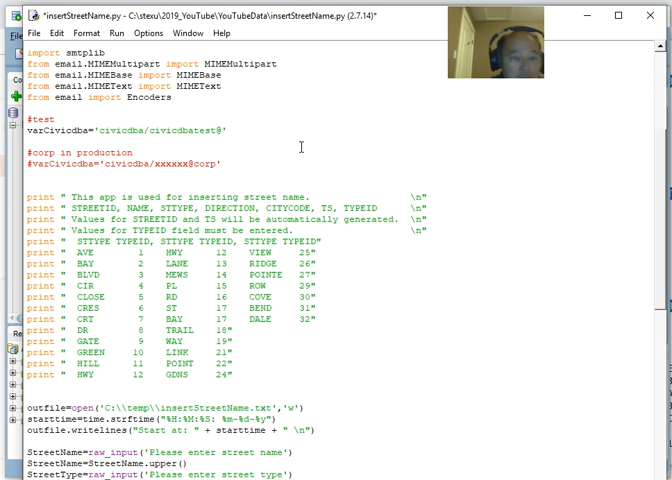 *insertStreetName.py - C:\stexu\2019_YouTube\YouTubeData\insertStreetName.py (2.7.14)*
File Edit Format Run Options Window Help
import smtplib
from email.MIMEMultipart import MIMEMultipart
from email.MIMEBase import MIMEBase
from email.MIMEText import MIMEText
from email import Encoders
#test
varCivicdba='civicdba/civicdbatest@'
#corp in production
#varCivicdba='civicdba/xxxxxx@corp'
print " This app is used for inserting street name. \n"
print " STREETID, NAME, STTYPE, DIRECTION, CITYCODE, TS, TYPEID \n"
print " Values for STREETID and TS will be automatically generated. \n"
print " Values for TYPEID field must be entered. \n"
print " STTYPE TYPEID, STTYPE TYPEID, STTYPE TYPEID"
print " AVE 1 HWY 12 VIEW 25"
print " BAY 2 LANE 13 RIDGE 26"
print " BLVD 3 MEWS 14 POINTE 27"
print " CIR 4 PL 15 ROW 29"
print " CLOSE 5 RD 16 COVE 30"
print " CRES 6 ST 17 BEND 31"
print " CRT 7 BAY 17 DALE 32"
print " DR 8 TRAIL 18"
print " GATE 9 WAY 19"
print " GREEN 10 LINK 21"
print " HILL 11 POINT 22"
print " HWY 12 GDNS 24"
outfile=open('C:\\temp\\insertStreetName.txt','w')
starttime=time.strftime("%H:%M:%S: %m-%d-%y")
outfile.writelines("Start at: " + starttime + " \n")
StreetName=raw_input('Please enter street name')
StreetName=StreetName.upper()
StreetType=raw_input('Please enter street type')